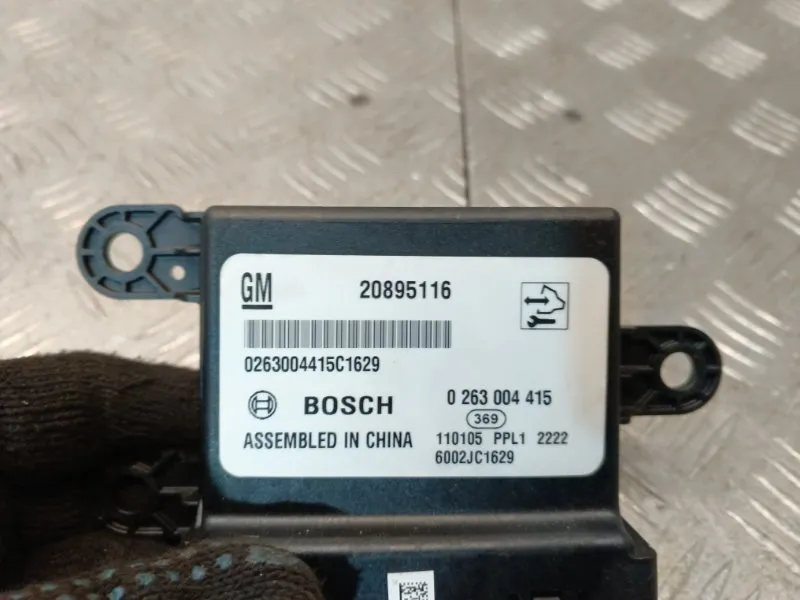 GM 20895116
0263004415C1629
BOSCH 0 263 004 415
369
ASSEMBLED IN CHINA 110105 PPL1 2222
6002JC1629